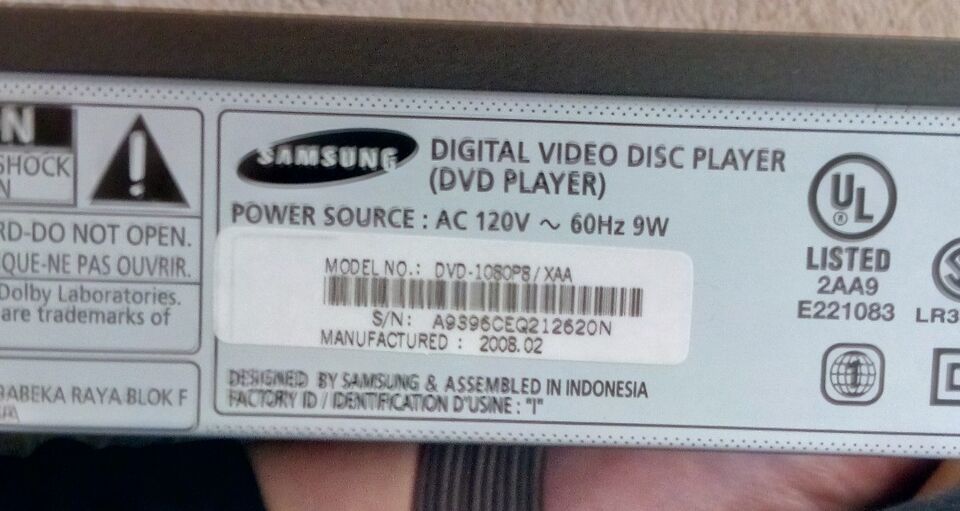 N
SHOCK
N
RD-DO NOT OPEN.
QUE-NE PAS OUVRIR.
Dolby Laboratories.
are trademarks of
BABEKA RAYA BLOK F
SAMSUNG
DIGITAL VIDEO DISC PLAYER
(DVD PLAYER)
POWER SOURCE : AC 120V ~ 60Hz 9W
MODEL NO.: DVD-1080P8/XAA
S/N: A9S96CEQ212620N
MANUFACTURED : 2008.02
DESIGNED BY SAMSUNG & ASSEMBLED IN INDONESIA
FACTORY ID / IDENTIFICATION D'USINE : "I"
UL
®
LISTED
2AA9
E221083
LR3
1